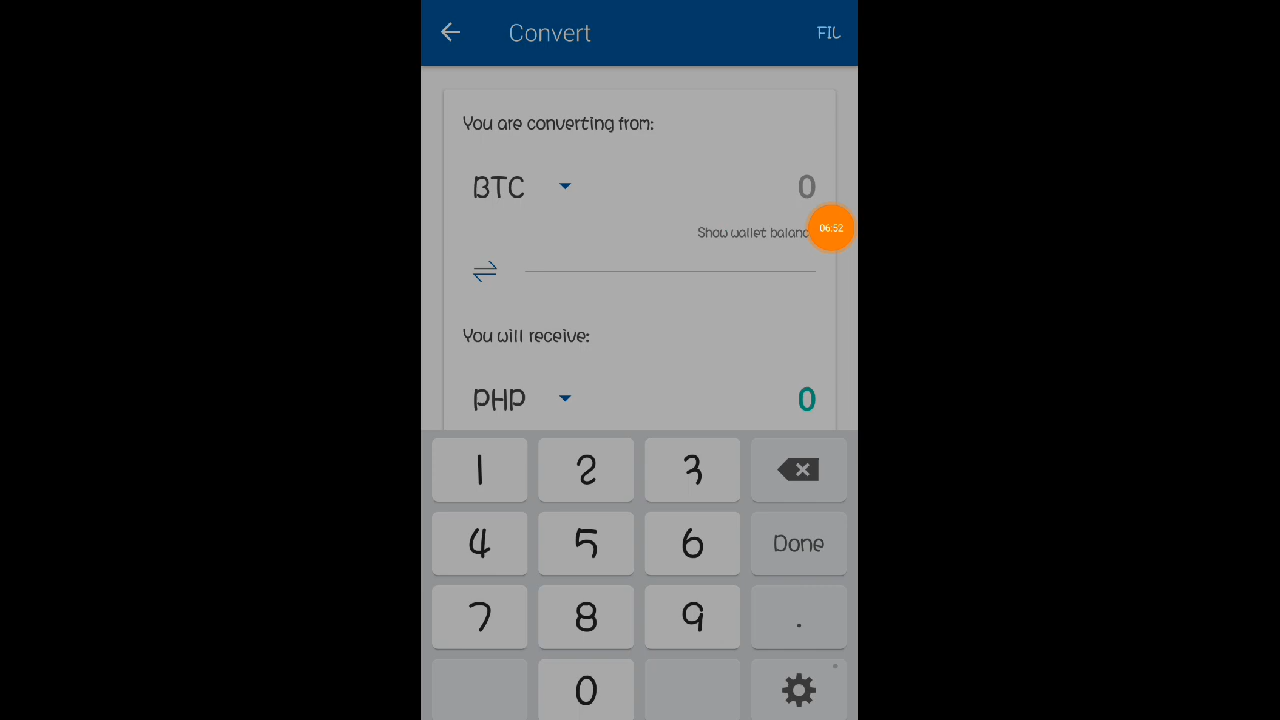 Convert
FIL
You are converting from:
BTC
0
Show wallet balanc
06:52
You will receive:
PHP
0
1 2 3
4 5 6 Done
7 8 9 .
0